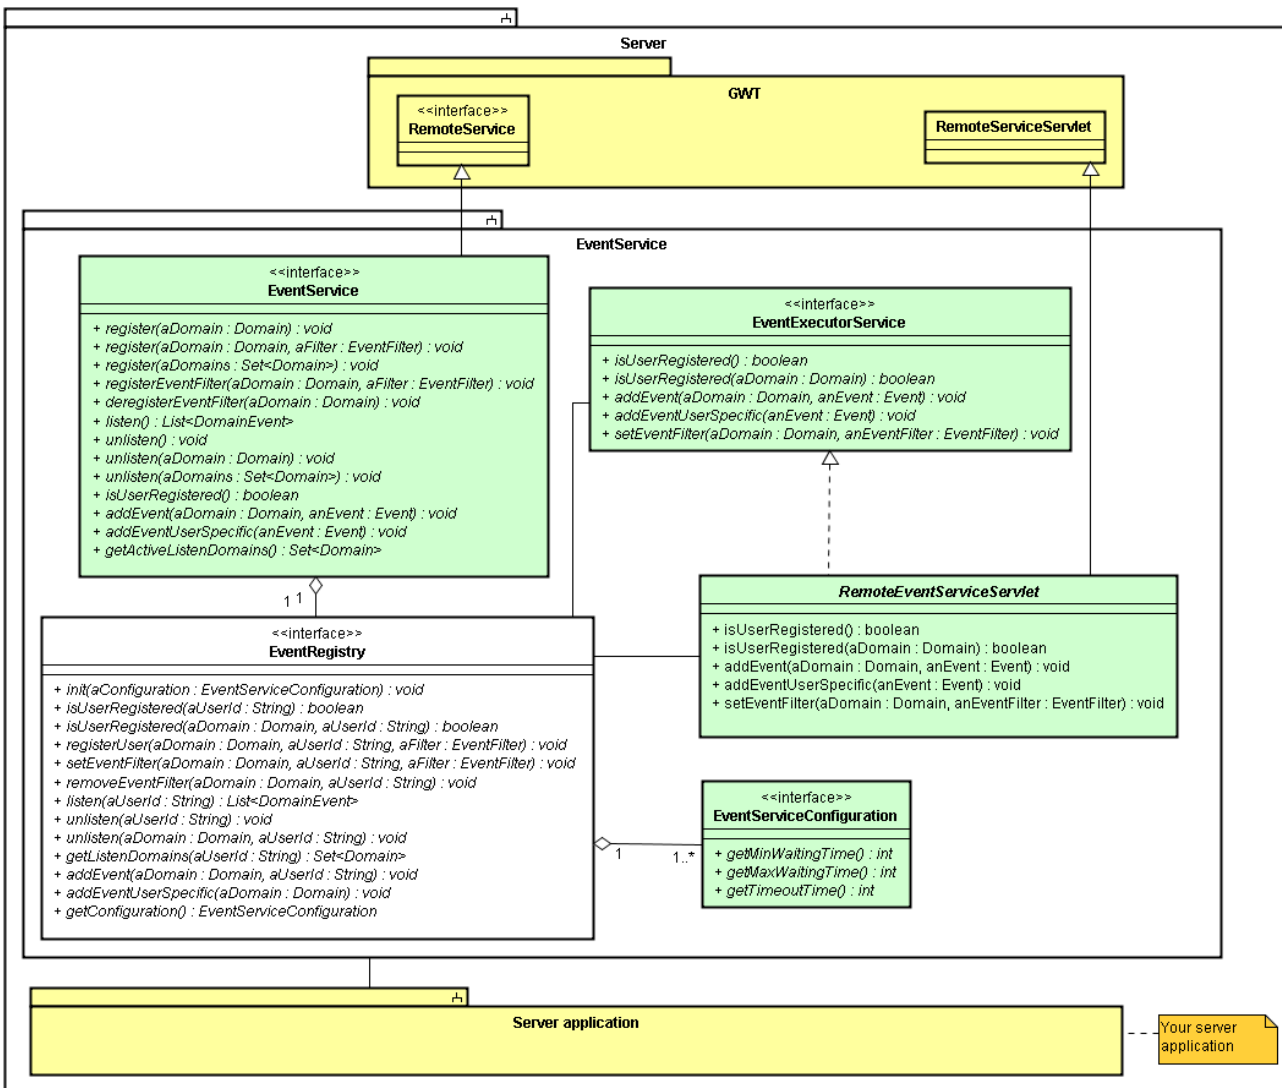 Server
GWT
<<interface>>
RemoteService
RemoteServiceServlet
EventService
<<interface>>
EventService
+ register(aDomain : Domain) : void
+ register(aDomain : Domain, aFilter : EventFilter) : void
+ register(aDomains : Set<Domain>) : void
+ registerEventFilter(aDomain : Domain, aFilter : EventFilter) : void
+ deregisterEventFilter(aDomain : Domain) : void
+ listen() : List<DomainEvent>
+ unlisten() : void
+ unlisten(aDomain : Domain) : void
+ unlisten(aDomains : Set<Domain>) : void
+ isUserRegistered() : boolean
+ addEvent(aDomain : Domain, anEvent : Event) : void
+ addEventUserSpecific(anEvent : Event) : void
+ getActiveListenDomains() : Set<Domain>
<<interface>>
EventExecutorService
+ isUserRegistered() : boolean
+ isUserRegistered(aDomain : Domain) : boolean
+ addEvent(aDomain : Domain, anEvent : Event) : void
+ addEventUserSpecific(anEvent : Event) : void
+ setEventFilter(aDomain : Domain, anEventFilter : EventFilter) : void
1 1
<<interface>>
EventRegistry
+ init(aConfiguration : EventServiceConfiguration) : void
+ isUserRegistered(aUserId : String) : boolean
+ isUserRegistered(aDomain : Domain, aUserId : String) : boolean
+ registerUser(aDomain : Domain, aUserId : String, aFilter : EventFilter) : void
+ setEventFilter(aDomain : Domain, aUserId : String, aFilter : EventFilter) : void
+ removeEventFilter(aDomain : Domain, aUserId : String) : void
+ listen(aUserId : String) : List<DomainEvent>
+ unlisten(aUserId : String) : void
+ unlisten(aDomain : Domain, aUserId : String) : void
+ getListenDomains(aUserId : String) : Set<Domain>
+ addEvent(aDomain : Domain, aUserId : String) : void
+ addEventUserSpecific(aDomain : Domain) : void
+ getConfiguration() : EventServiceConfiguration
RemoteEventServiceServlet
+ isUserRegistered() : boolean
+ isUserRegistered(aDomain : Domain) : boolean
+ addEvent(aDomain : Domain, anEvent : Event) : void
+ addEventUserSpecific(anEvent : Event) : void
+ setEventFilter(aDomain : Domain, anEventFilter : EventFilter) : void
1
1..*
<<interface>>
EventServiceConfiguration
+ getMinWaitingTime() : int
+ getMaxWaitingTime() : int
+ getTimeoutTime() : int
Server application
Your server
application